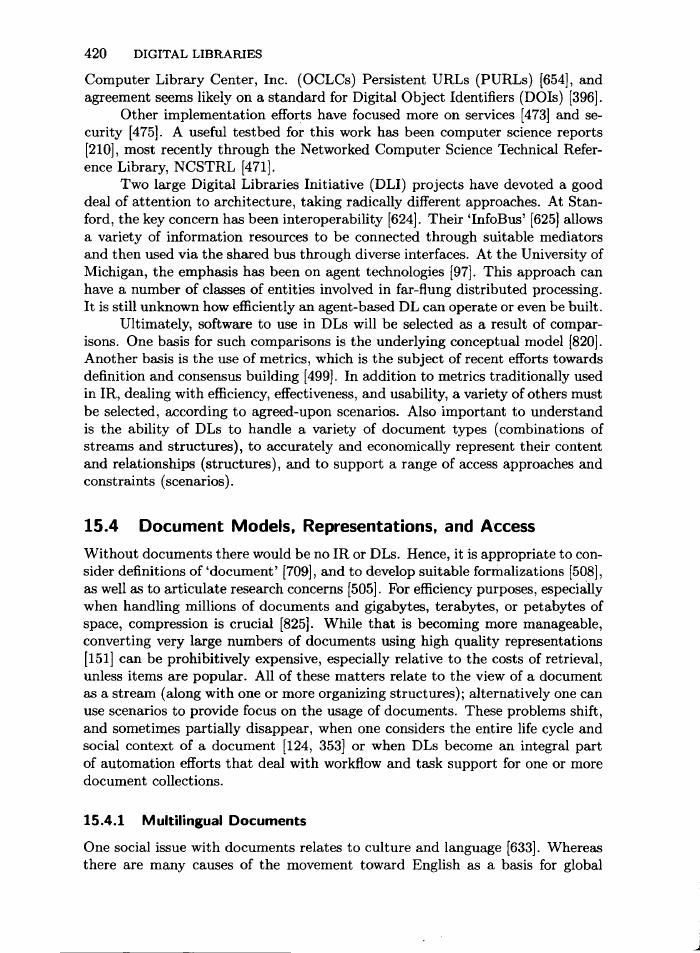 420 DIGITAL LIBRARIES
Computer Library Center, Inc. (OCLCs) Persistent URLs (PURLs) [654], and
agreement seems likely on a standard for Digital Object Identifiers (DOIs) [396].
Other implementation efforts have focused more on services [473] and se-
curity [475]. A useful testbed for this work has been computer science reports
[210], most recently through the Networked Computer Science Technical Refer-
ence Library, NCSTRL [471].
Two large Digital Libraries Initiative (DLI) projects have devoted a good
deal of attention to architecture, taking radically different approaches. At Stan-
ford, the key concern has been interoperability [624]. Their 'InfoBus' [625] allows
a variety of information resources to be connected through suitable mediators
and then used via the shared bus through diverse interfaces. At the University of
Michigan, the emphasis has been on agent technologies [97]. This approach can
have a number of classes of entities involved in far-flung distributed processing.
It is still unknown how efficiently an agent-based DL can operate or even be built.
Ultimately, software to use in DLs will be selected as a result of compar-
isons. One basis for such comparisons is the underlying conceptual model [820].
Another basis is the use of metrics, which is the subject of recent efforts towards
definition and consensus building [499]. In addition to metrics traditionally used
in IR, dealing with efficiency, effectiveness, and usability, a variety of others must
be selected, according to agreed-upon scenarios. Also important to understand
is the ability of DLs to handle a variety of document types (combinations of
streams and structures), to accurately and economically represent their content
and relationships (structures), and to support a range of access approaches and
constraints (scenarios).
15.4 Document Models, Representations, and Access
Without documents there would be no IR or DLs. Hence, it is appropriate to con-
sider definitions of 'document' [709], and to develop suitable formalizations [508],
as well as to articulate research concerns [505]. For efficiency purposes, especially
when handling millions of documents and gigabytes, terabytes, or petabytes of
space, compression is crucial [825]. While that is becoming more manageable,
converting very large numbers of documents using high quality representations
[151] can be prohibitively expensive, especially relative to the costs of retrieval,
unless items are popular. All of these matters relate to the view of a document
as a stream (along with one or more organizing structures); alternatively one can
use scenarios to provide focus on the usage of documents. These problems shift,
and sometimes partially disappear, when one considers the entire life cycle and
social context of a document [124, 353] or when DLs become an integral part
of automation efforts that deal with workflow and task support for one or more
document collections.
15.4.1 Multilingual Documents
One social issue with documents relates to culture and language [633]. Whereas
there are many causes of the movement toward English as a basis for global